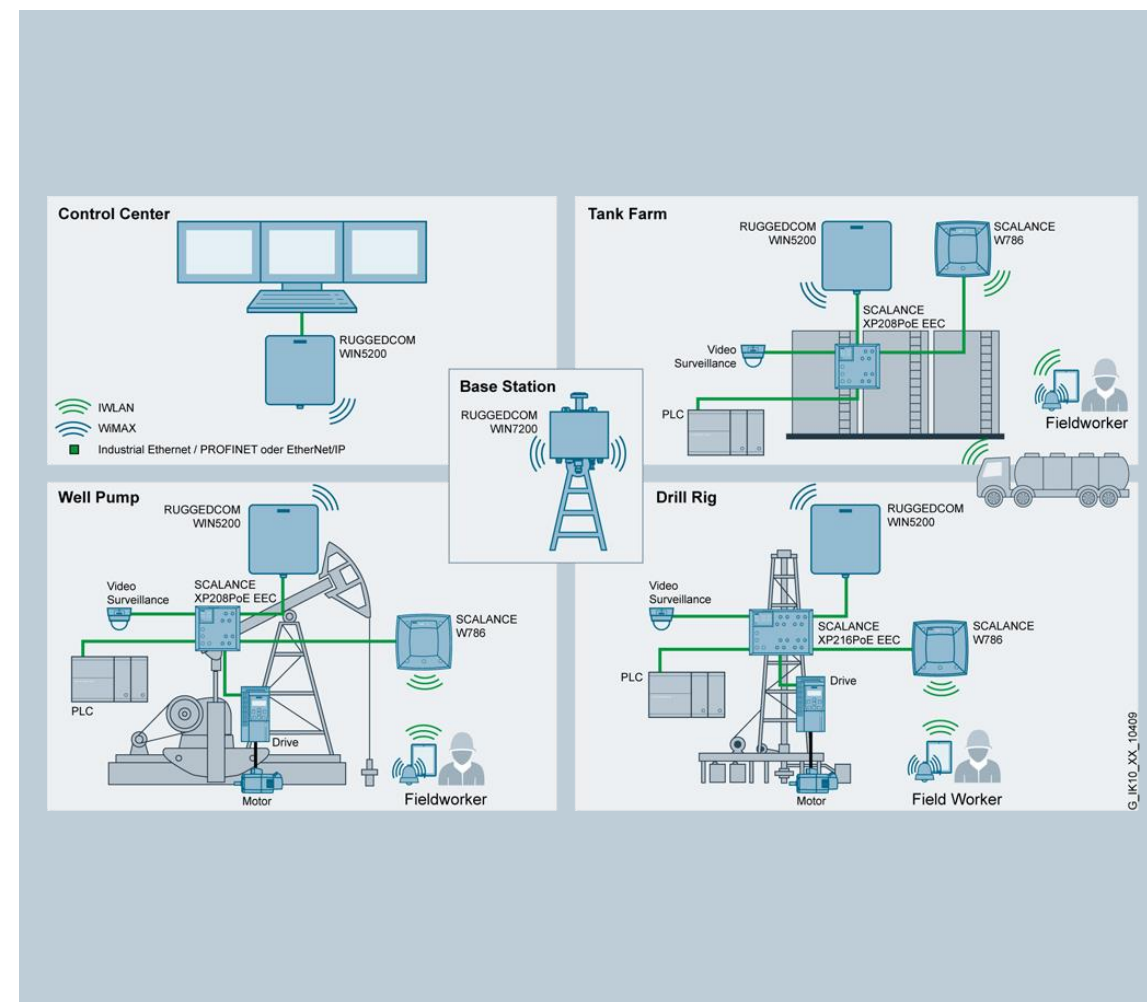 Control Center
RUGGEDCOM
WIN5200
IWLAN
WiMAX
Industrial Ethernet / PROFINET oder EtherNet/IP
Tank Farm
RUGGEDCOM
WIN5200
SCALANCE
W786
SCALANCE
XP208PoE EEC
Video
Surveillance
PLC
Fieldworker
Base Station
RUGGEDCOM
WIN7200
Well Pump
RUGGEDCOM
WIN5200
Video
Surveillance
SCALANCE
XP208PoE EEC
SCALANCE
W786
PLC
Drive
Motor
Fieldworker
Drill Rig
RUGGEDCOM
WIN5200
Video
Surveillance
SCALANCE
XP216PoE EEC
SCALANCE
W786
PLC
Drive
Motor
Field Worker
G_IK10_XX_10409